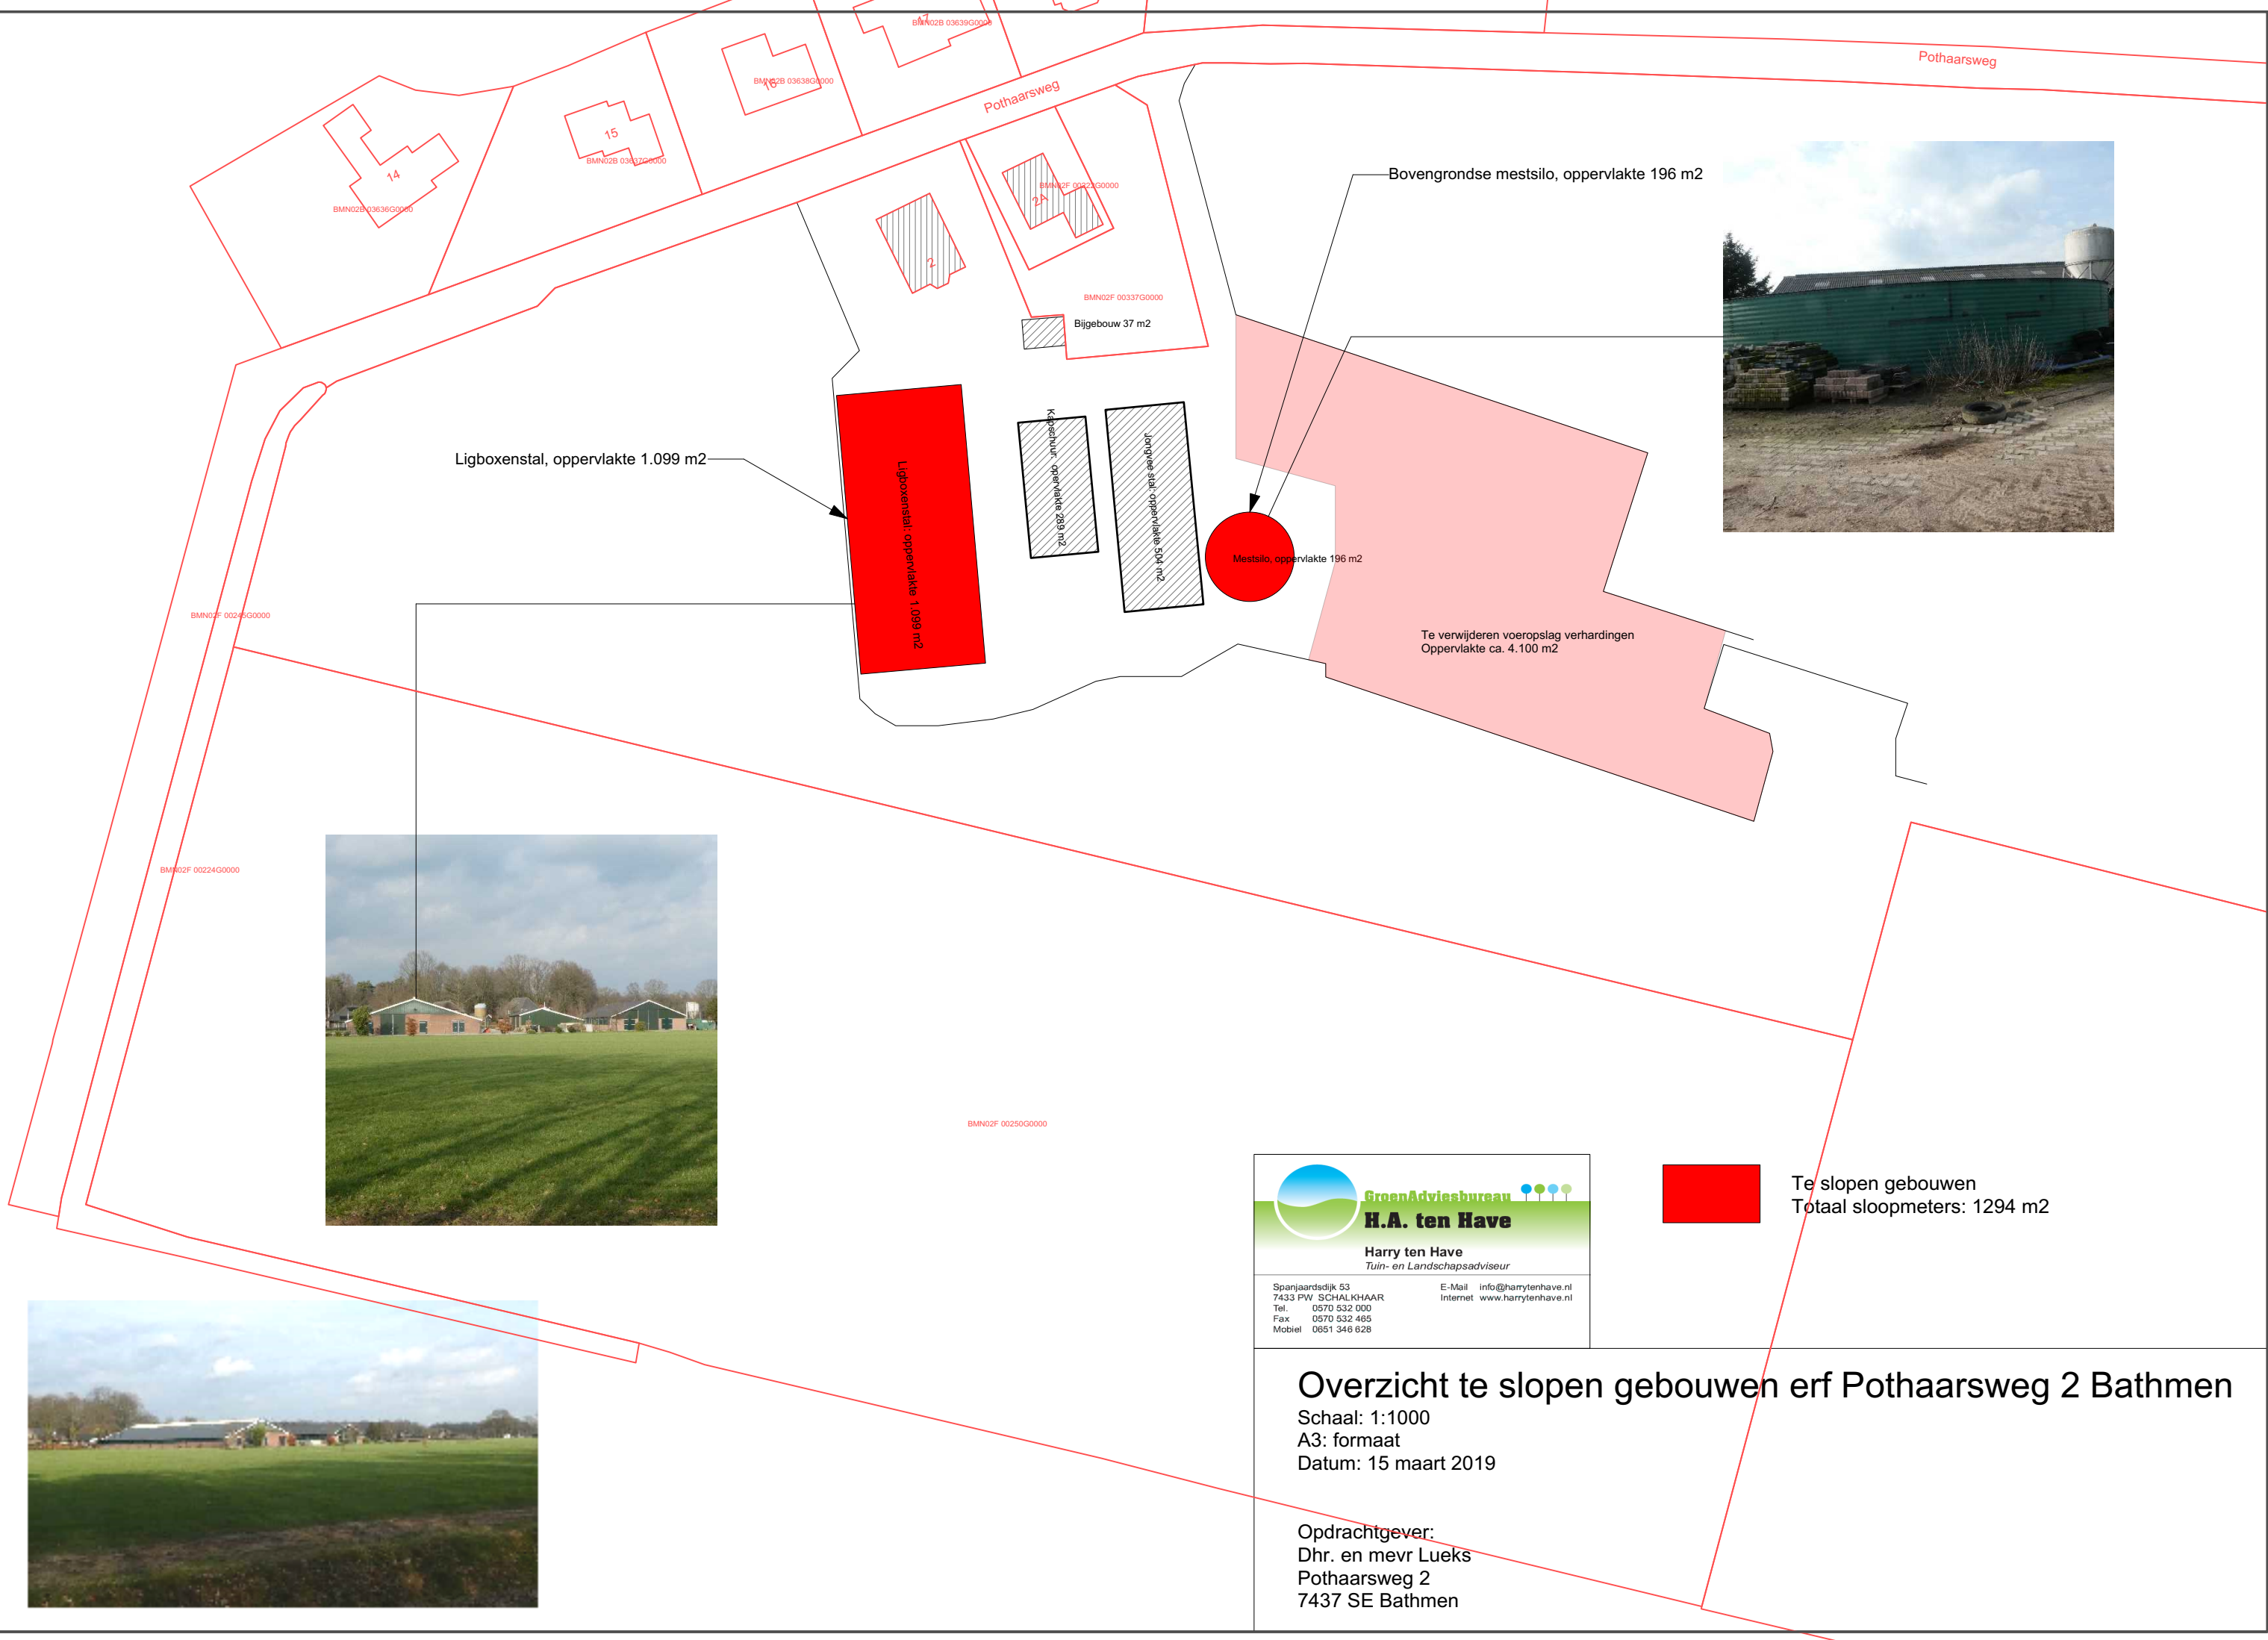 BMN02B 03639G0000
17
Pothaarsweg
BMN02B 03638G0000
16
Pothaarsweg
15
BMN02B 03637G0000
14
BMN02B 03636G0000
BMN02F 00222G0000
2A
2
Bovengrondse mestsilo, oppervlakte 196 m2
BMN02F 00337G0000
Bijgebouw 37 m2
Ligboxenstal, oppervlakte 1.099 m2
Ligboxenstal: oppervlakte 1.099 m2
Kapschuur: oppervlakte 289 m2
Jongvee stal: oppervlakte 504 m2
Mestsilo, oppervlakte 196 m2
BMN02F 00245G0000
Te verwijderen voeropslag verhardingen
Oppervlakte ca. 4.100 m2
BMN02F 00224G0000
BMN02F 00250G0000
GroenAdviesbureau
H.A. ten Have
Harry ten Have
Tuin- en Landschapsadviseur
Spanjaardsdijk 53
7433 PW SCHALKHAAR
Tel. 0570 532 000
Fax 0570 532 465
Mobiel 0651 346 628
E-Mail info@harrytenhave.nl
Internet www.harrytenhave.nl
Te slopen gebouwen
Totaal sloopmeters: 1294 m2
Overzicht te slopen gebouwen erf Pothaarsweg 2 Bathmen
Schaal: 1:1000
A3: formaat
Datum: 15 maart 2019
Opdrachtgever:
Dhr. en mevr Lueks
Pothaarsweg 2
7437 SE Bathmen